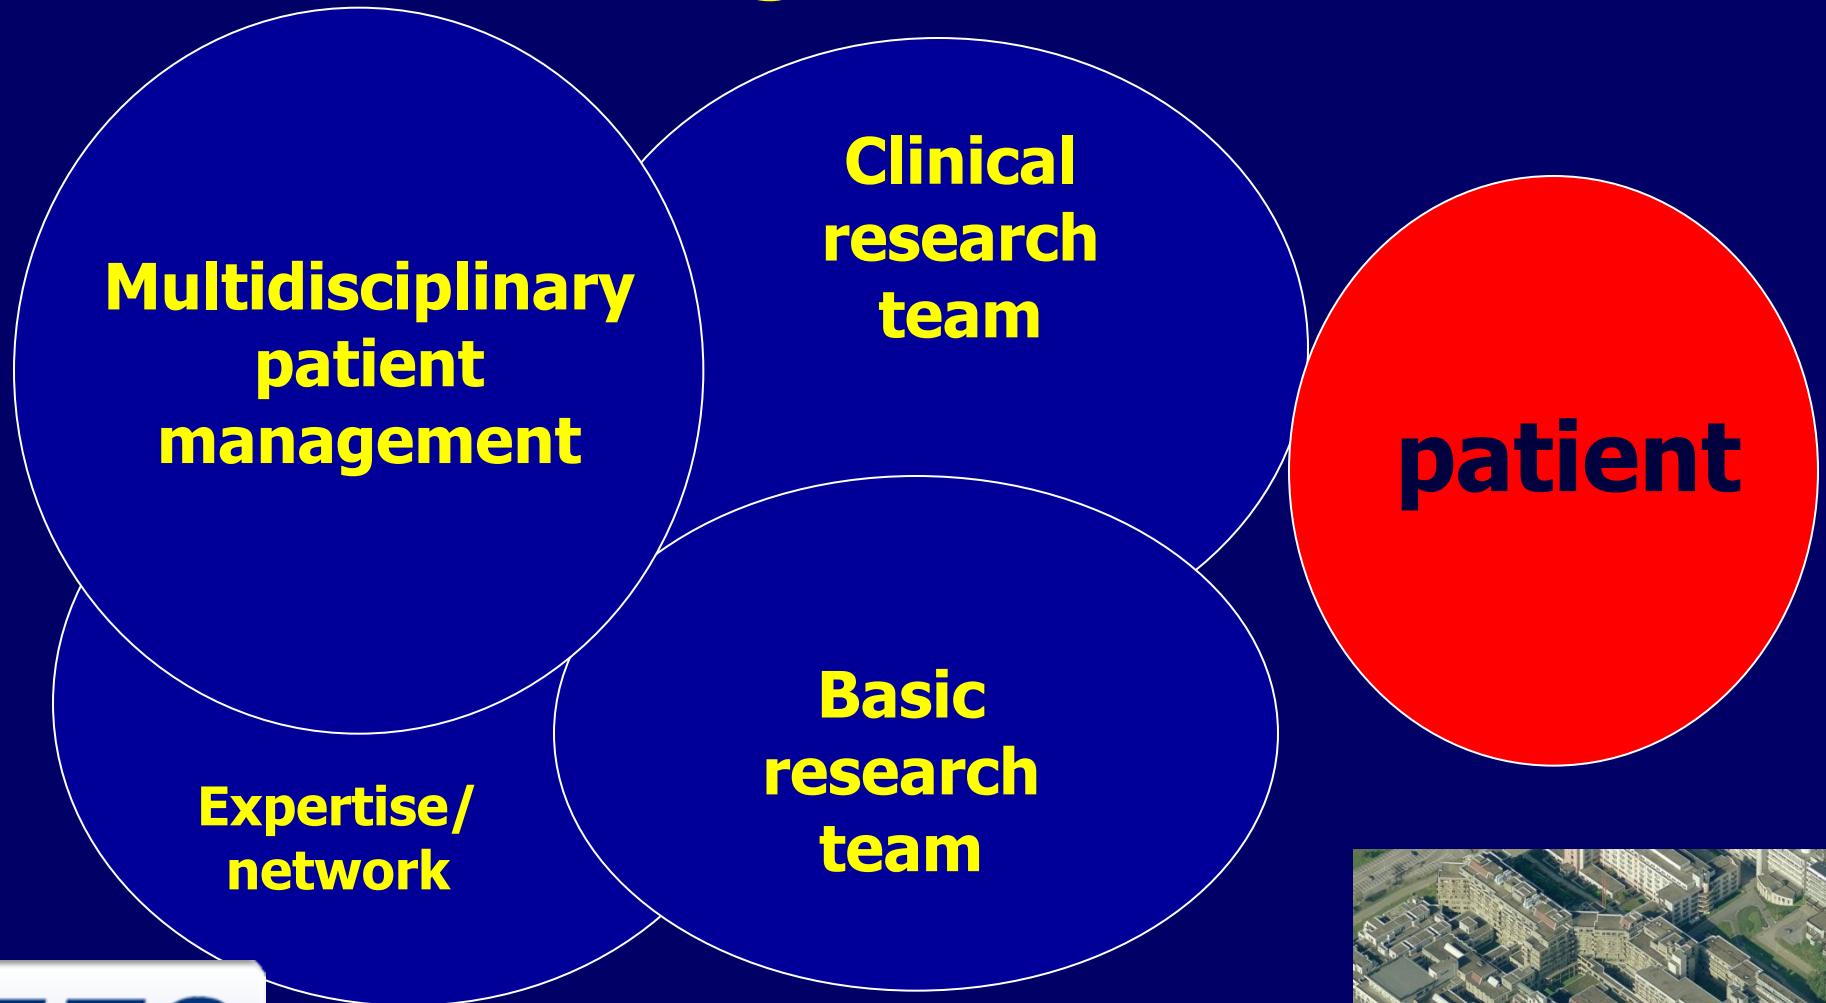 Multidisciplinary
patient
management
Clinical
research
team
patient
Expertise/
network
Basic
research
team